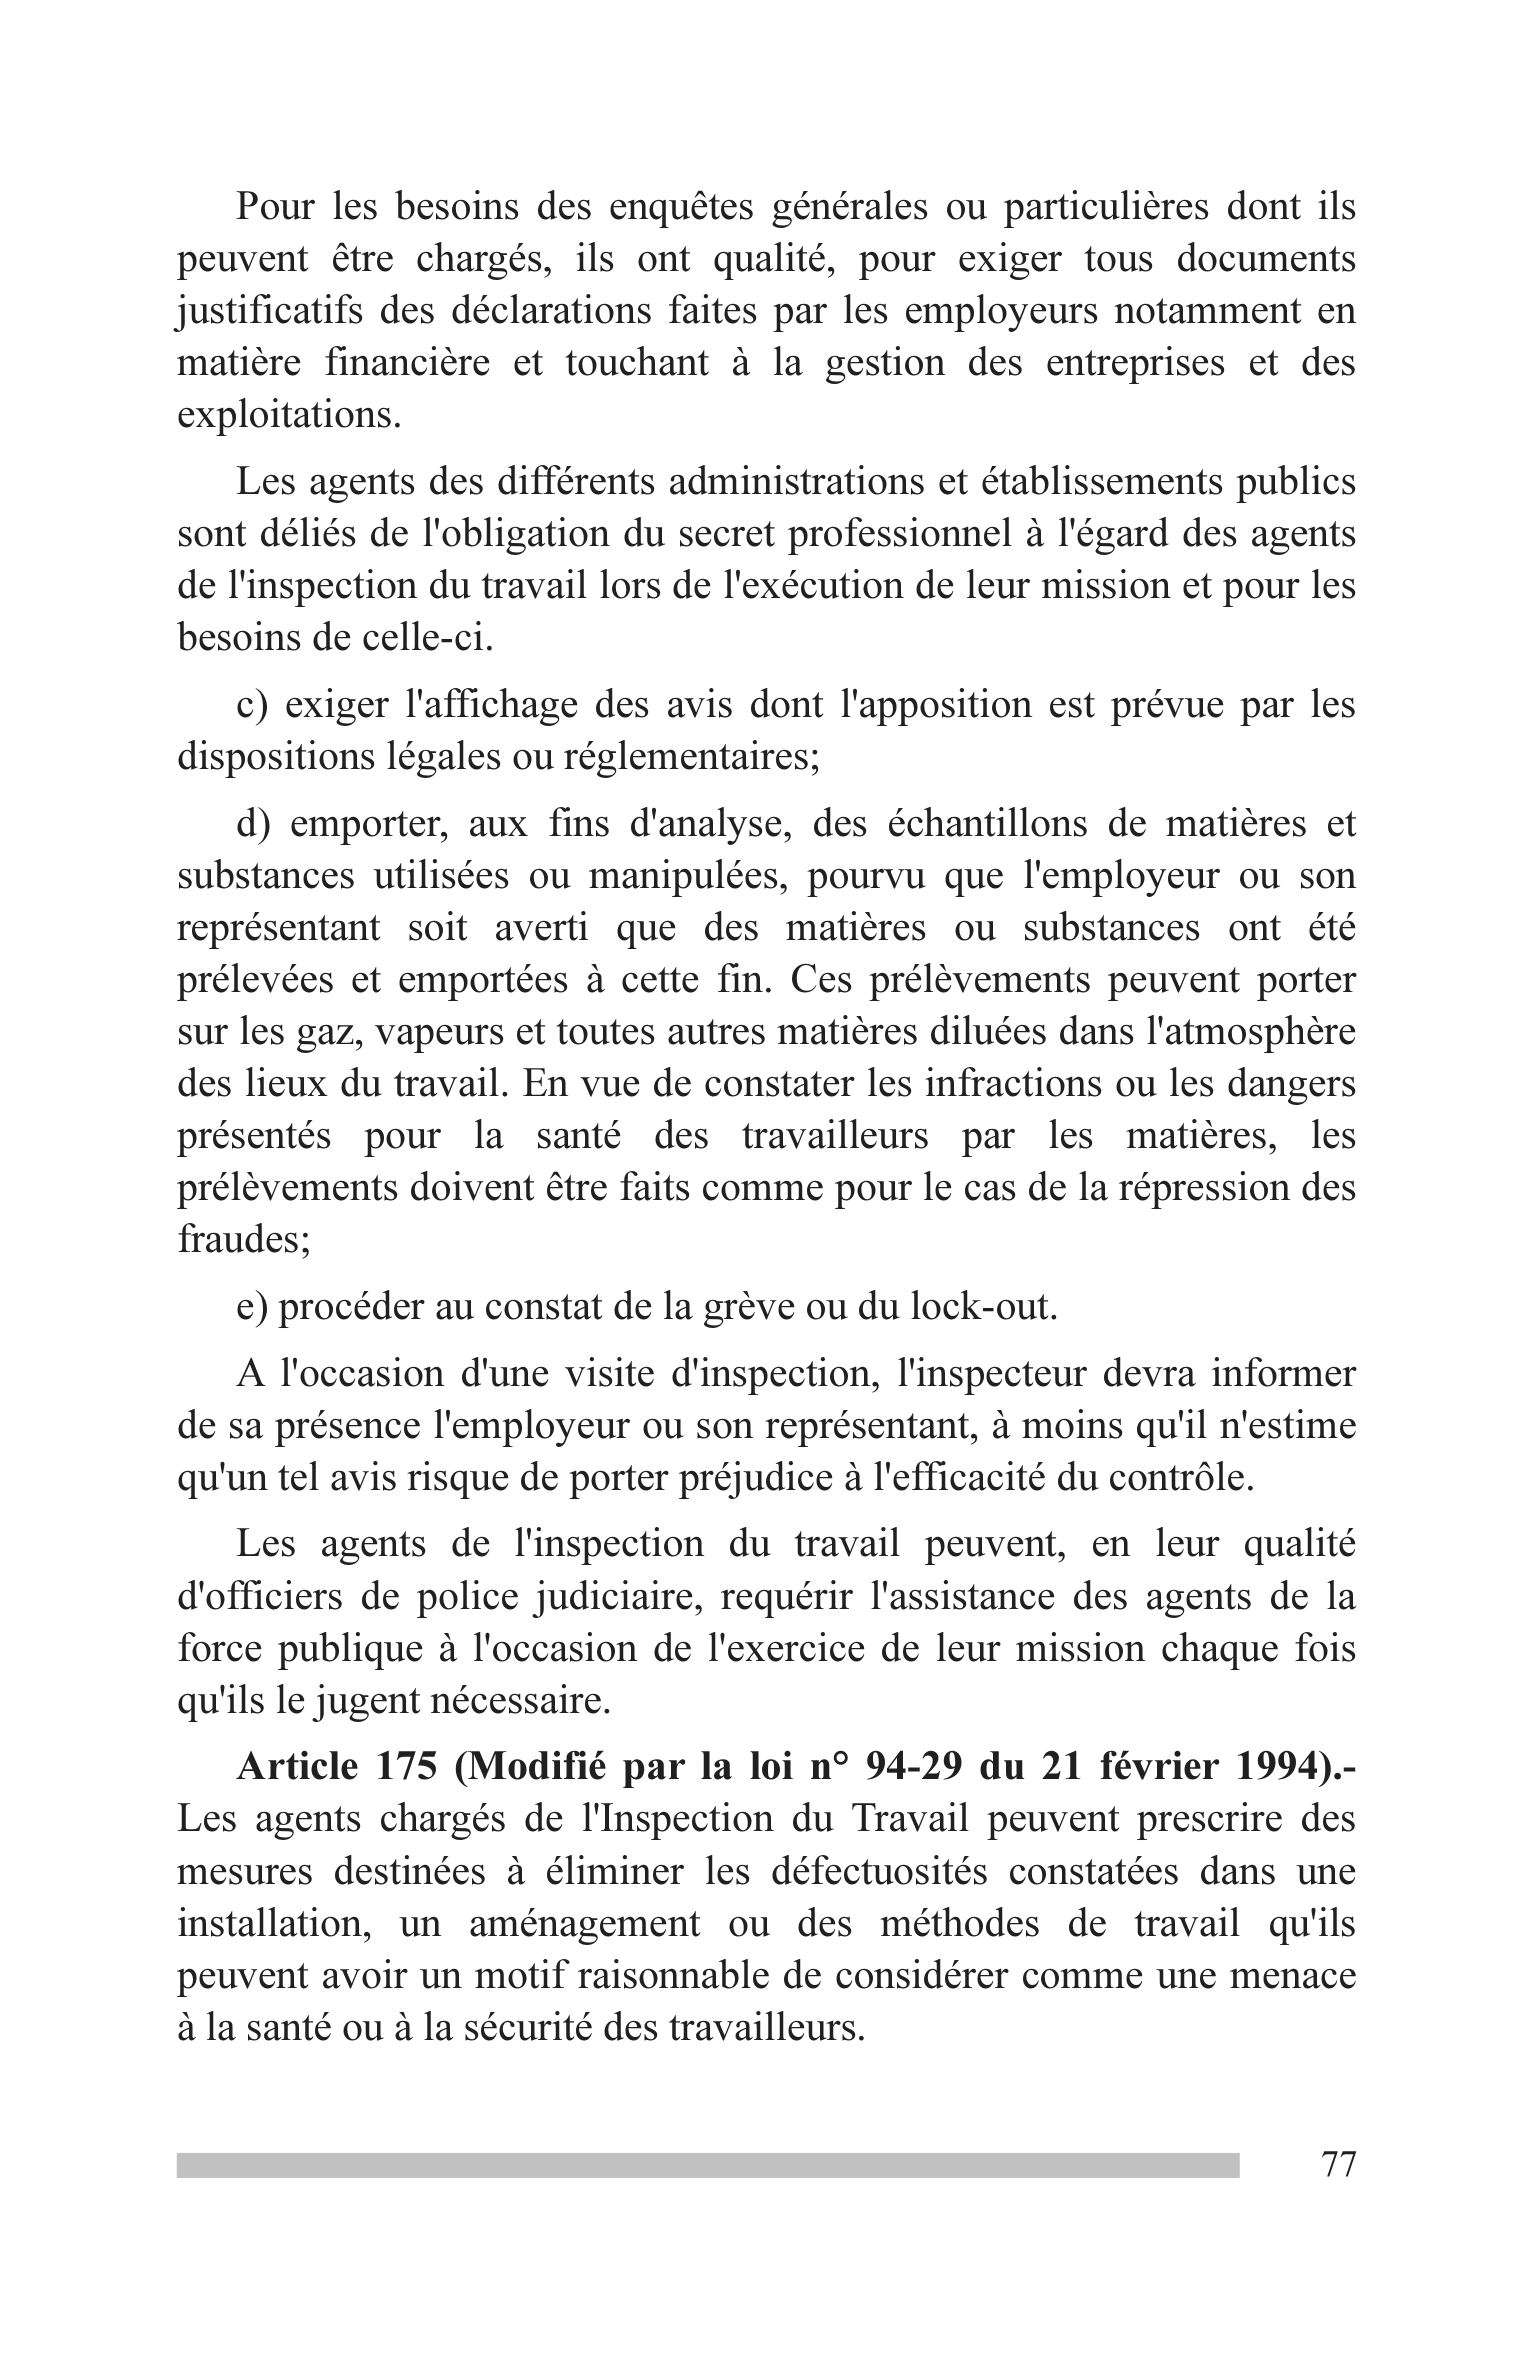 Pour les besoins des enquêtes générales ou particulières dont ils
peuvent être chargés, ils ont qualité, pour exiger tous documents
justificatifs des déclarations faites par les employeurs notamment en
matière financière et touchant à la gestion des entreprises et des
exploitations.
Les agents des différents administrations et établissements publics
sont déliés de l'obligation du secret professionnel à l'égard des agents
de l'inspection du travail lors de l'exécution de leur mission et pour les
besoins de celle-ci.
c) exiger l'affichage des avis dont l'apposition est prévue par les
dispositions légales ou réglementaires;
d) emporter, aux fins d'analyse, des échantillons de matières et
substances utilisées ou manipulées, pourvu que l'employeur ou son
représentant soit averti que des matières ou substances ont été
prélevées et emportées à cette fin. Ces prélèvements peuvent porter
sur les gaz, vapeurs et toutes autres matières diluées dans l'atmosphère
des lieux du travail. En vue de constater les infractions ou les dangers
présentés pour la santé des travailleurs par les matières, les
prélèvements doivent être faits comme pour le cas de la répression des
fraudes;
e) procéder au constat de la grève ou du lock-out.
A l'occasion d'une visite d'inspection, l'inspecteur devra informer
de sa présence l'employeur ou son représentant, à moins qu'il n'estime
qu'un tel avis risque de porter préjudice à l'efficacité du contrôle.
Les agents de l'inspection du travail peuvent, en leur qualité
d'officiers de police judiciaire, requérir l'assistance des agents de la
force publique à l'occasion de l'exercice de leur mission chaque fois
qu'ils le jugent nécessaire.
Article 175 (Modifié par la loi n° 94-29 du 21 février 1994).-
Les agents chargés de l'Inspection du Travail peuvent prescrire des
mesures destinées à éliminer les défectuosités constatées dans une
installation, un aménagement ou des méthodes de travail qu'ils
peuvent avoir un motif raisonnable de considérer comme une menace
à la santé ou à la sécurité des travailleurs.
77